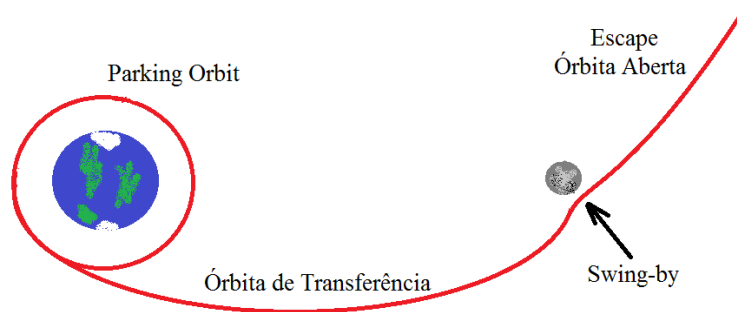 Escape
Órbita Aberta
Parking Orbit
Órbita de Transferência
Swing-by